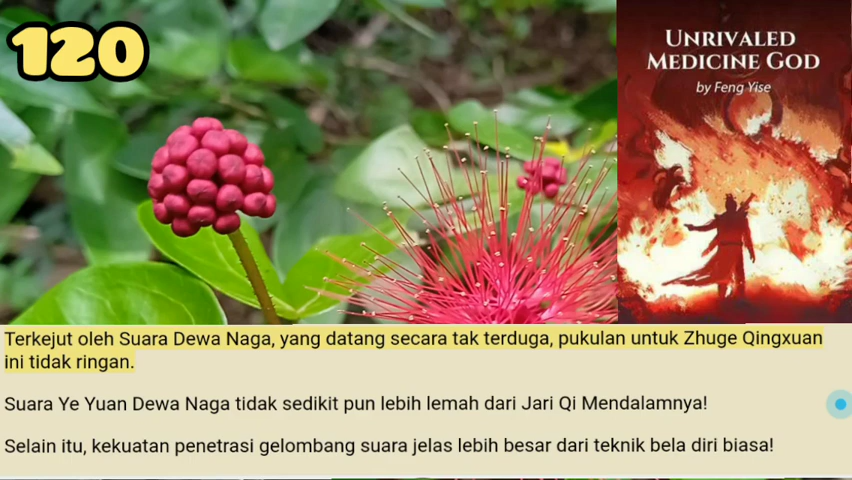 120
UNRIVALED
MEDICINE GOD
by Feng Yise
Terkejut oleh Suara Dewa Naga, yang datang secara tak terduga, pukulan untuk Zhuge Qingxuan
ini tidak ringan.
Suara Ye Yuan Dewa Naga tidak sedikit pun lebih lemah dari Jari Qi Mendalamnya!
Selain itu, kekuatan penetrasi gelombang suara jelas lebih besar dari teknik bela diri biasa!